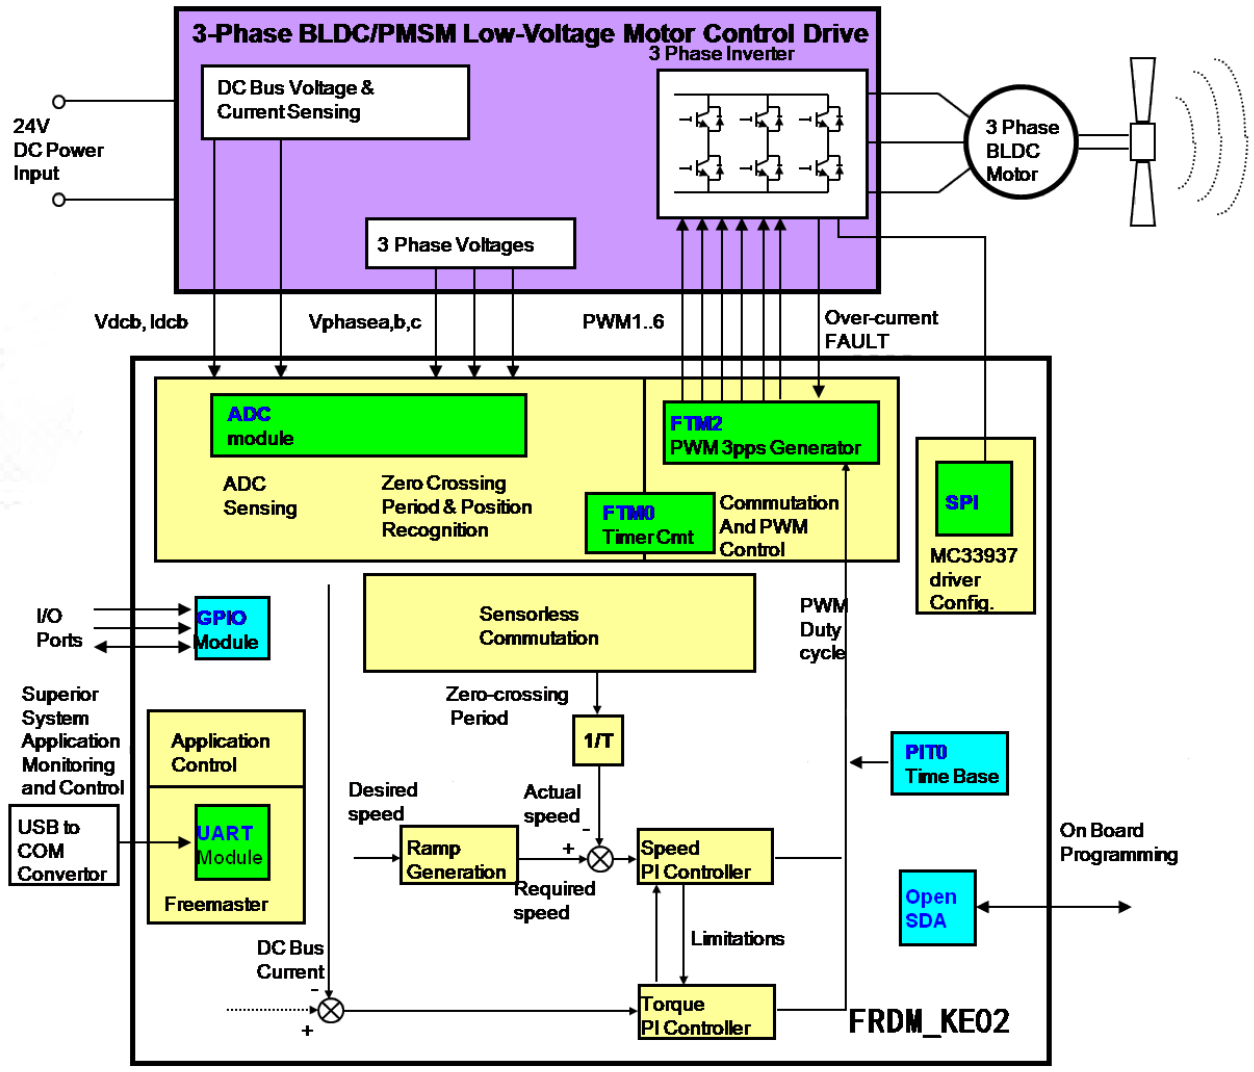 3-Phase BLDC/PMSM Low-Voltage Motor Control Drive
3 Phase Inverter
DC Bus Voltage &
Current Sensing
24V
DC Power
Input
3 Phase
BLDC
Motor
3 Phase Voltages
Vdcb, Idcb
Vphasea,b,c
PWM1..6
Over-current
FAULT
ADC
module
FTM2
PWM 3pps Generator
ADC
Sensing
Zero Crossing
Period & Position
Recognition
FTM0
Timer Cmt
Commutation
And PWM
Control
SPI
MC33937
driver
Config.
I/O
Ports
GPIO
Module
Sensorless
Commutation
PWM
Duty
cycle
Zero-crossing
Period
1/T
Superior
System
Application
Monitoring
and Control
Application
Control
PIT0
Time Base
Desired
speed
Actual
speed
-
USB to
COM
Convertor
UART
Module
Freemaster
Ramp
Generation
+
Required
speed
Speed
PI Controller
On Board
Programming
Open
SDA
Limitations
DC Bus
Current
-
+
Torque
PI Controller
FRDM_KE02